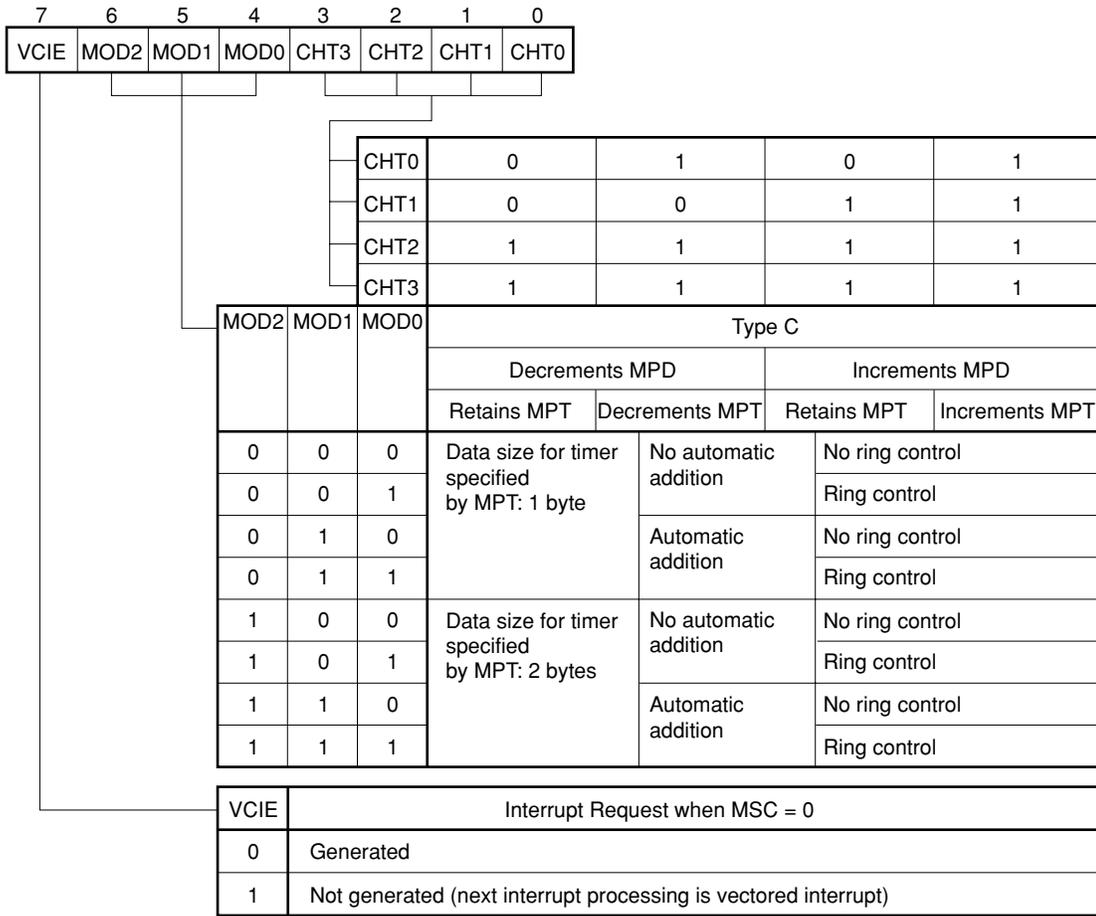 7 6 5 4 3 2 1 0
VCIE MOD2 MOD1 MOD0 CHT3 CHT2 CHT1 CHT0
CHT0 0 1 0 1
CHT1 0 0 1 1
CHT2 1 1 1 1
CHT3 1 1 1 1
MOD2 MOD1 MOD0 Type C
Decrements MPD Increments MPD
Retains MPT Decrements MPT Retains MPT Increments MPT
0 0 0 Data size for timer No automatic No ring control
specified addition
0 0 1 by MPT: 1 byte Ring control
0 1 0 Automatic No ring control
addition
0 1 1 Ring control
1 0 0 Data size for timer No automatic No ring control
specified addition
1 0 1 by MPT: 2 bytes Ring control
1 1 0 Automatic No ring control
addition
1 1 1 Ring control
VCIE Interrupt Request when MSC = 0
0 Generated
1 Not generated (next interrupt processing is vectored interrupt)